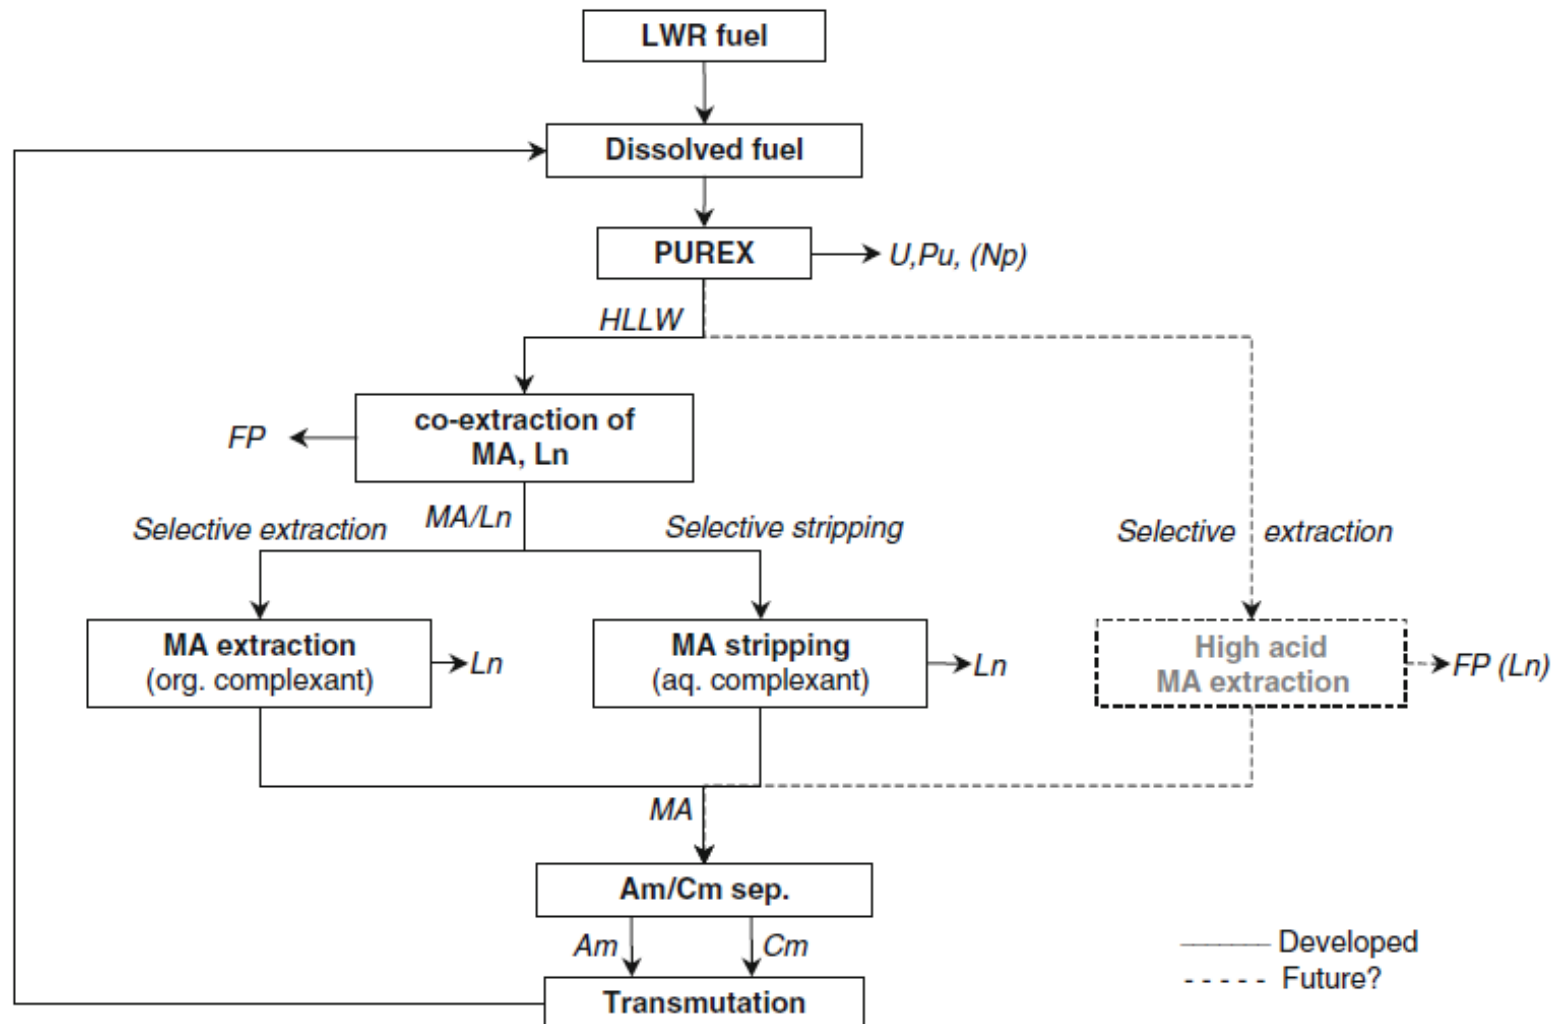 LWR fuel
Dissolved fuel
PUREX
U,Pu, (Np)
HLLW
co-extraction of
MA, Ln
FP
MA/Ln
Selective extraction
Selective stripping
Selective extraction
MA extraction
(org. complexant)
Ln
MA stripping
(aq. complexant)
Ln
High acid
MA extraction
FP (Ln)
MA
Am/Cm sep.
Am
Cm
Transmutation
Developed
Future?